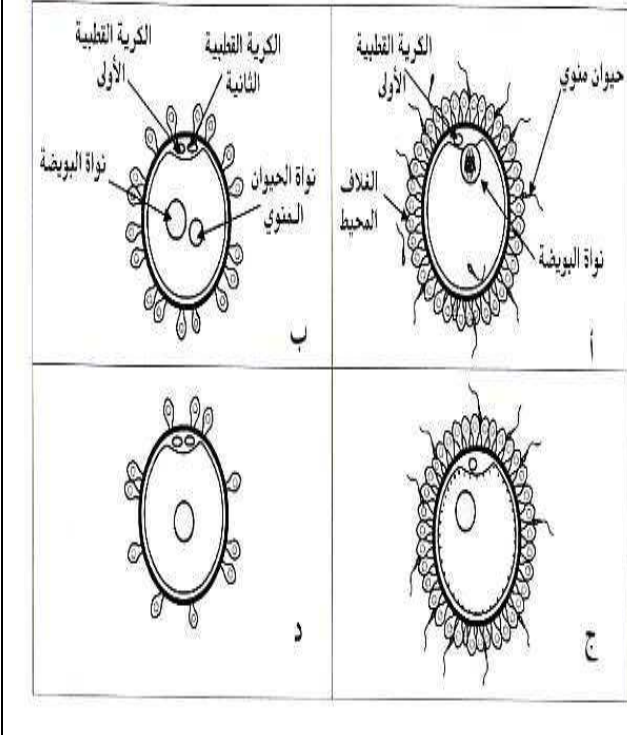 الكرية القطبية
الأولى
حيوان منوي
الغلاف
المحيط
نواة البويضة
أ
الكرية القطبية
الثانية
الكرية القطبية
الأولى
نواة البويضة
نواة الحيوان
المنوي
ب
ج
د